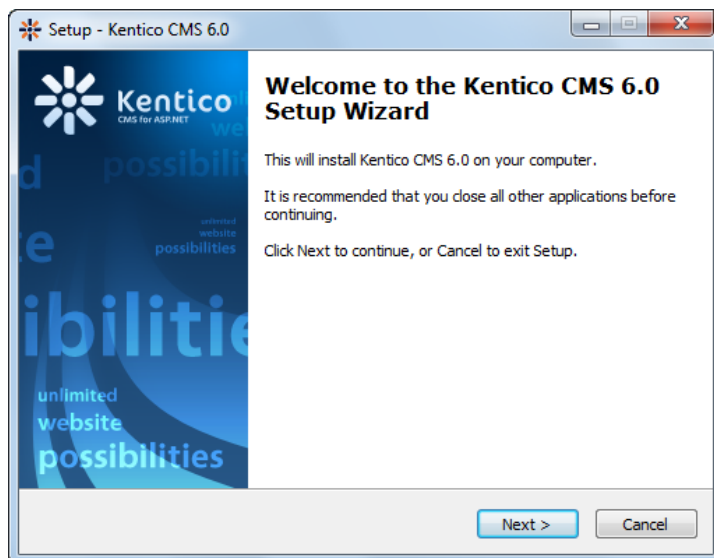 Setup - Kentico CMS 6.0
Kentico
CMS for ASP.NET
possibilit
unlimited
website
possibilities
ibilitie
unlimited
website
possibilities
Welcome to the Kentico CMS 6.0
Setup Wizard
This will install Kentico CMS 6.0 on your computer.
It is recommended that you close all other applications before
continuing.
Click Next to continue, or Cancel to exit Setup.
Next >
Cancel